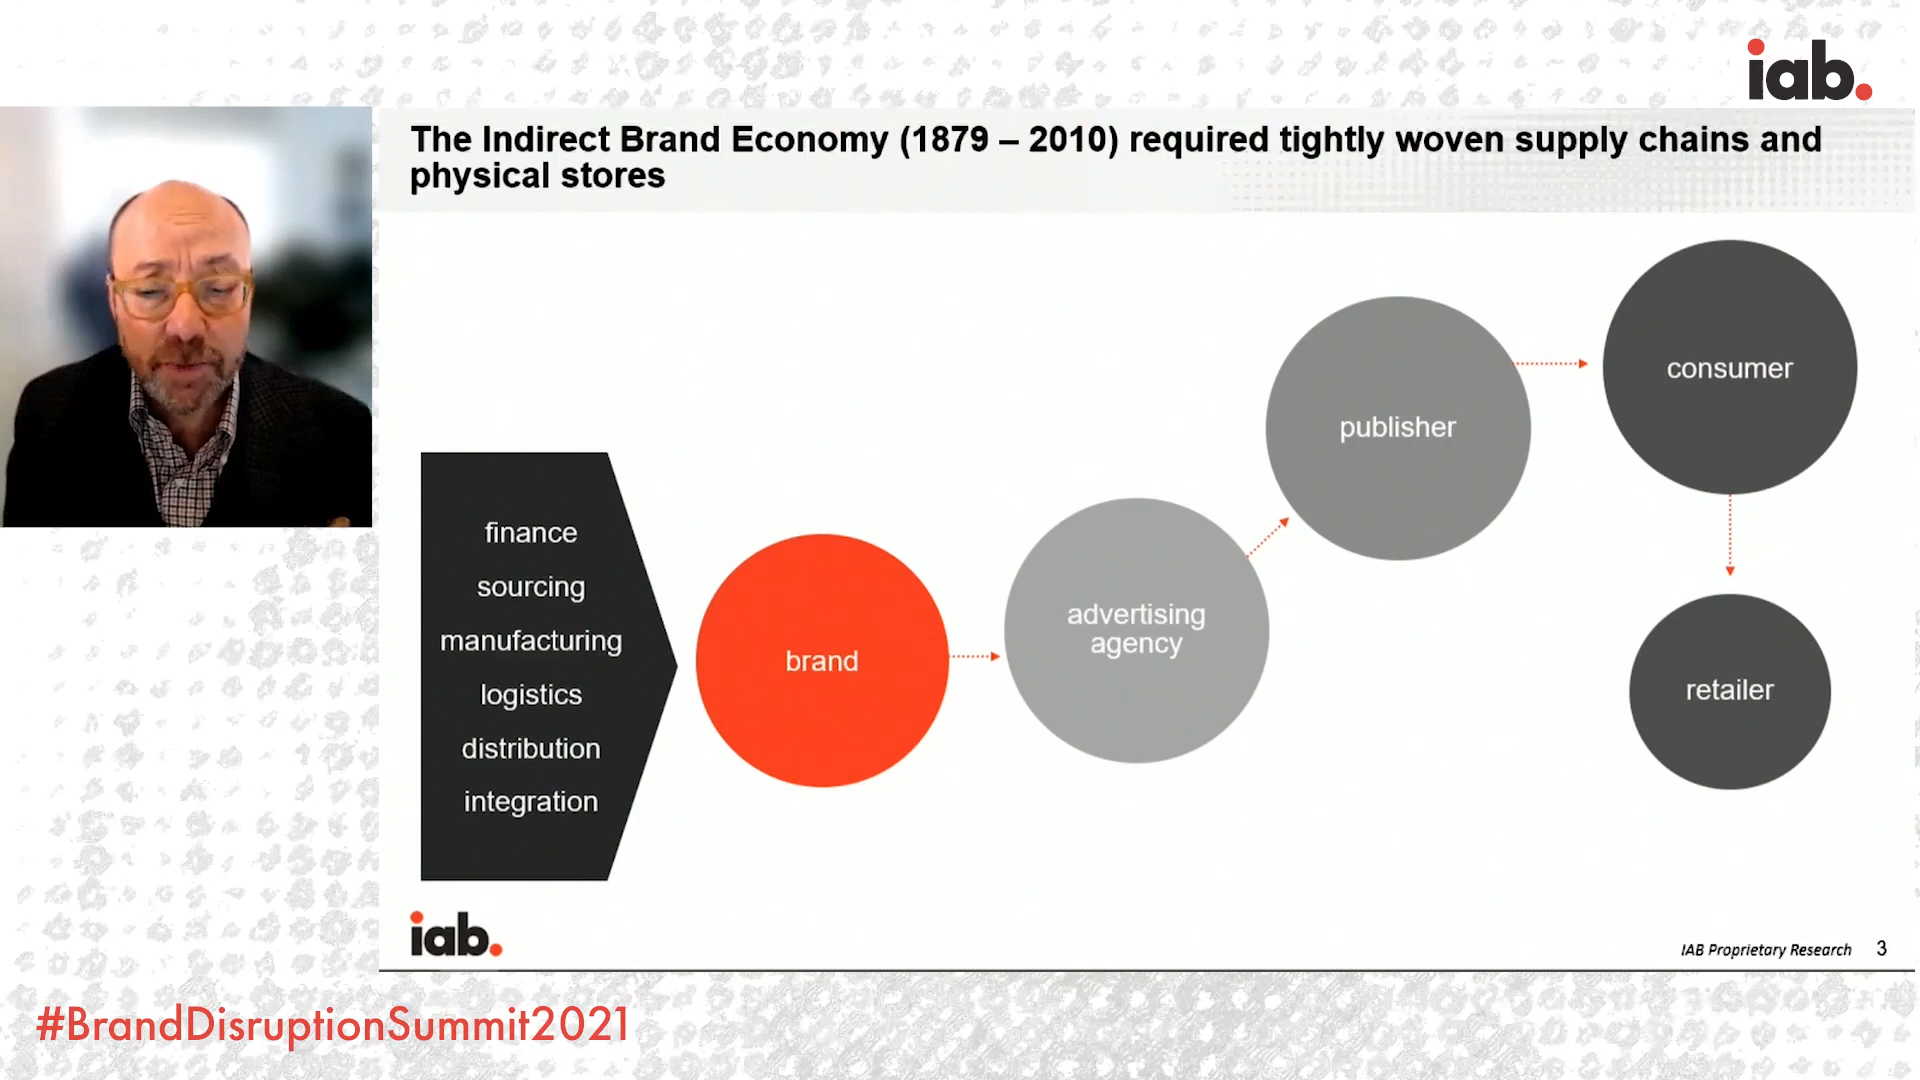 iab.
The Indirect Brand Economy (1879 – 2010) required tightly woven supply chains and
physical stores
finance
sourcing
manufacturing
logistics
distribution
integration
brand
advertising
agency
publisher
consumer
retailer
iab.
IAB Proprietary Research 3
#BrandDisruptionSummit2021